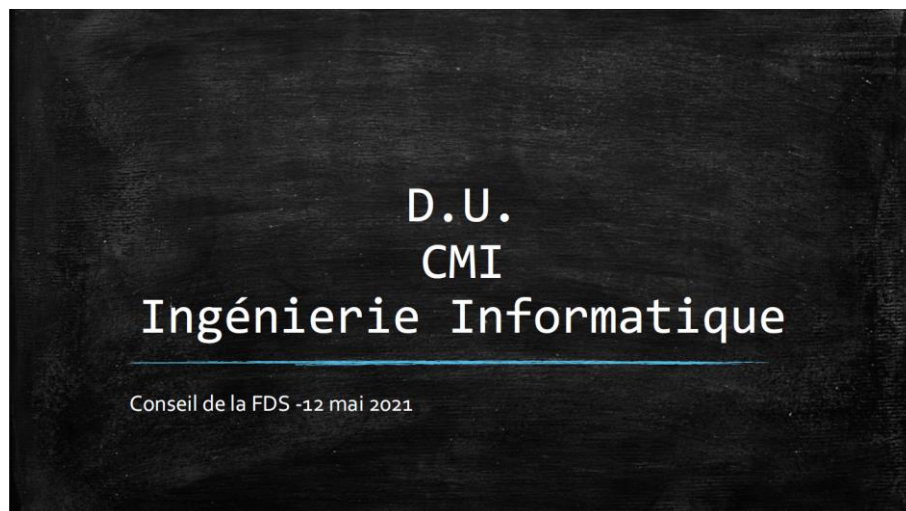 D.U.
CMI
Ingénierie Informatique
Conseil de la FDS -12 mai 2021